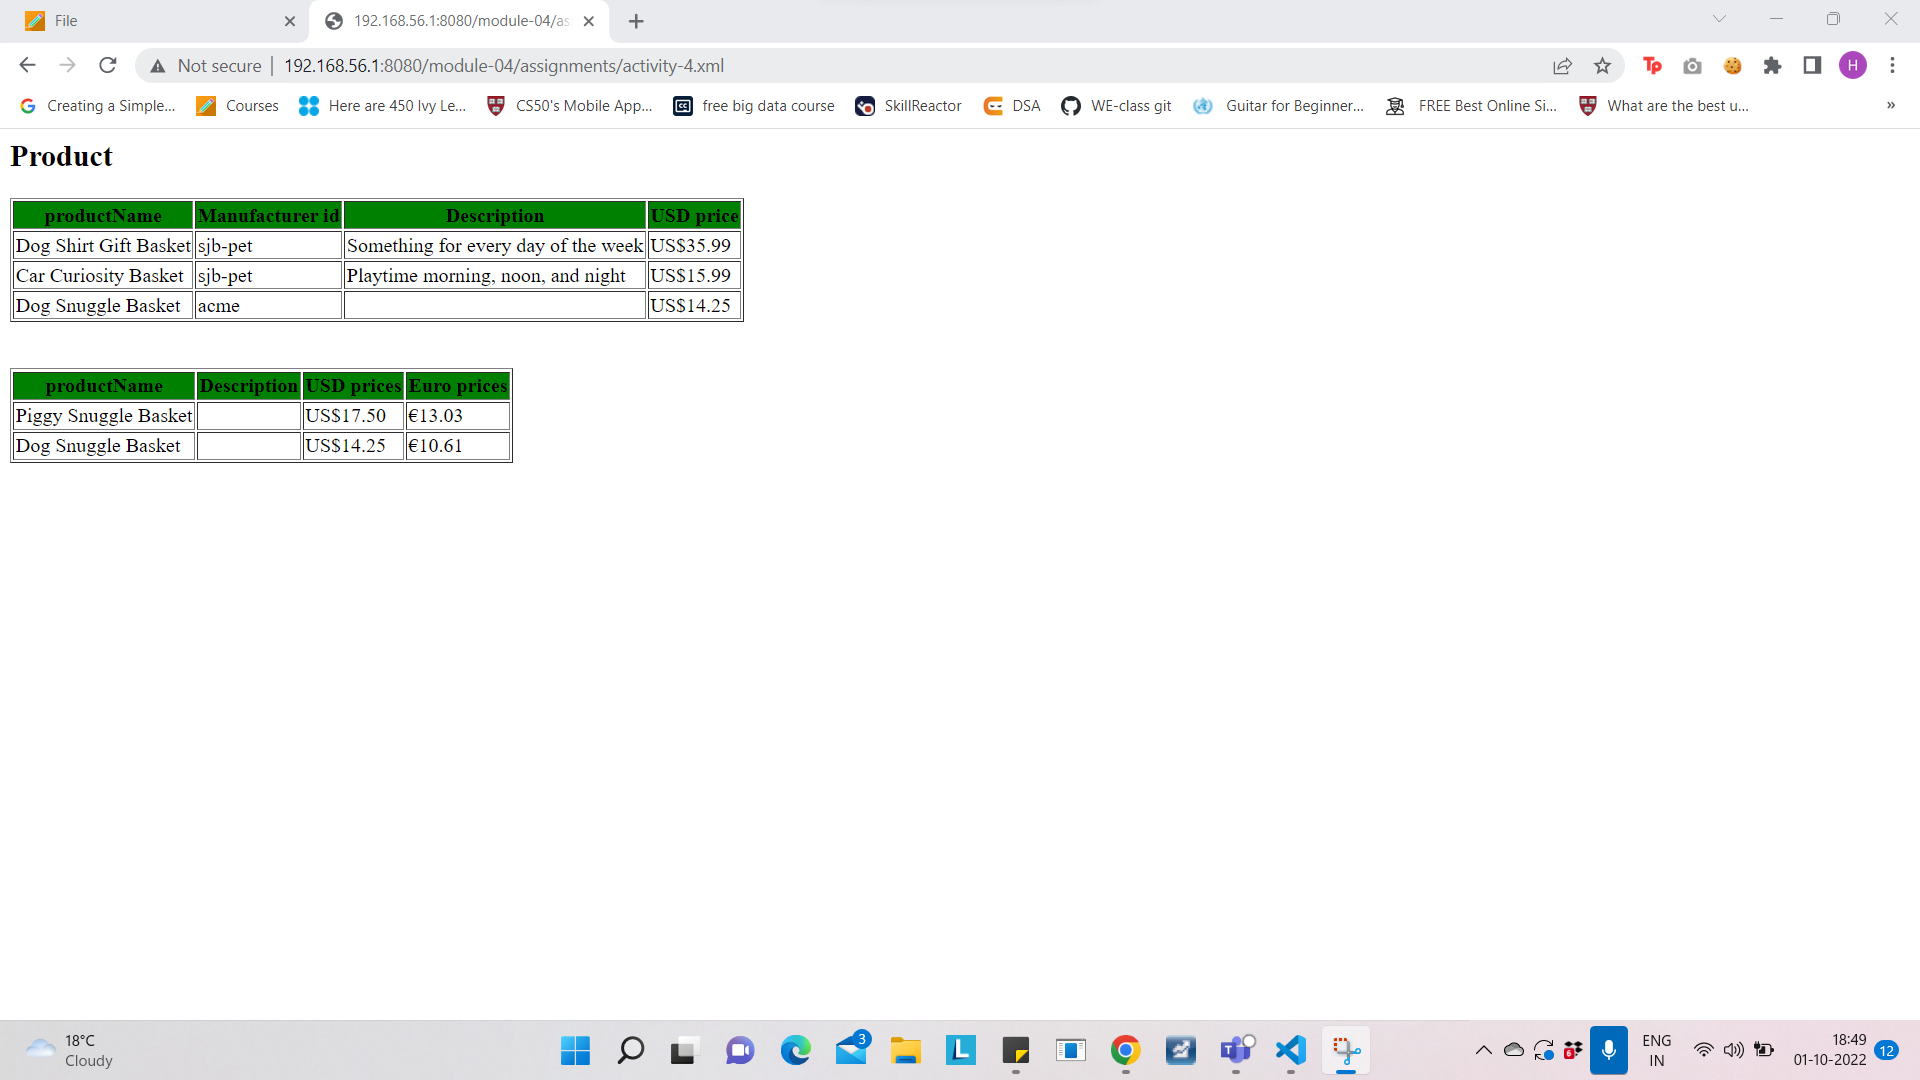 File
192.168.56.1:8080/module-04/as
Not secure
192.168.56.1:8080/module-04/assignments/activity-4.xml
Tp
H
Creating a Simple...
Courses
Here are 450 Ivy Le...
CS50's Mobile App...
free big data course
SkillReactor
DSA
WE-class git
Guitar for Beginner...
FREE Best Online Si...
What are the best u...
»
Product
productName Manufacturer id Description USD price
Dog Shirt Gift Basket sjb-pet Something for every day of the week US$35.99
Car Curiosity Basket sjb-pet Playtime morning, noon, and night US$15.99
Dog Snuggle Basket acme US$14.25
productName Description USD prices Euro prices
Piggy Snuggle Basket US$17.50 €13.03
Dog Snuggle Basket US$14.25 €10.61
18°C
Cloudy
3
L
ENG
IN
18:49
01-10-2022
12